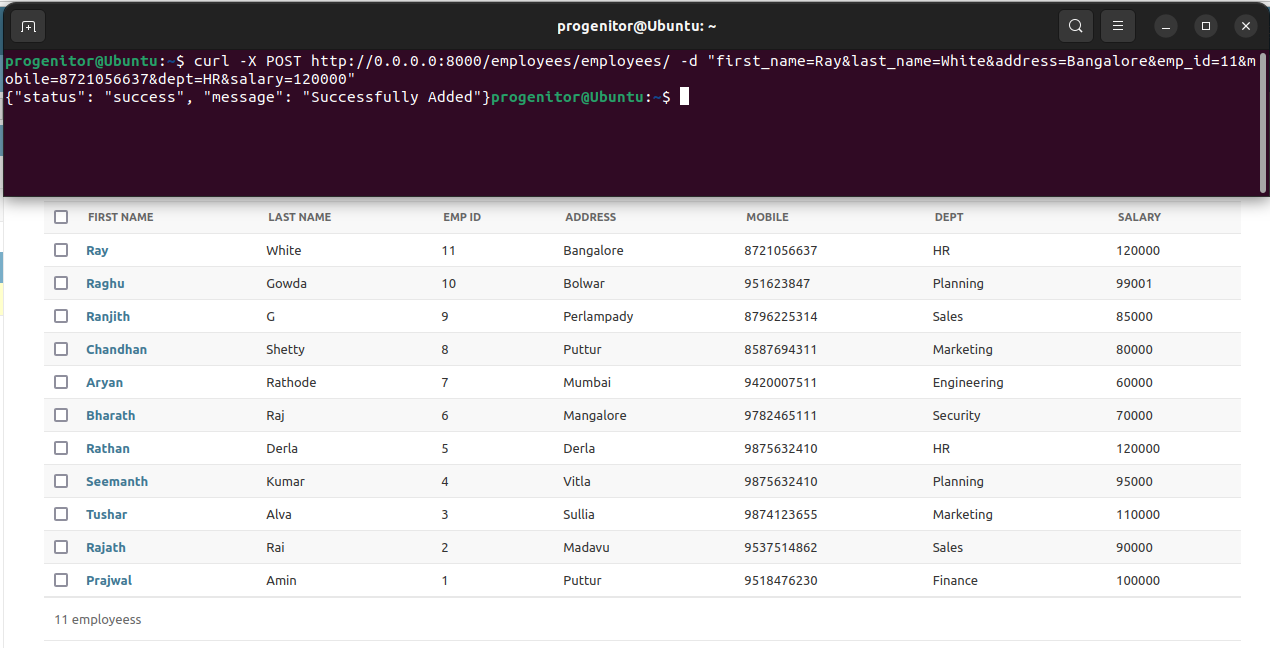 progenitor@Ubuntu: ~
progenitor@Ubuntu:~$ curl -X POST http://0.0.0.0:8000/employees/employees/ -d "first_name=Ray&last_name=White&address=Bangalore&emp_id=11&m
obile=8721056637&dept=HR&salary=120000"
{"status": "success", "message": "Successfully Added"}progenitor@Ubuntu:~$
FIRST NAME LAST NAME EMP ID ADDRESS MOBILE DEPT SALARY
Ray White 11 Bangalore 8721056637 HR 120000
Raghu Gowda 10 Bolwar 951623847 Planning 99001
Ranjith G 9 Perlampady 8796225314 Sales 85000
Chandhan Shetty 8 Puttur 8587694311 Marketing 80000
Aryan Rathode 7 Mumbai 9420007511 Engineering 60000
Bharath Raj 6 Mangalore 9782465111 Security 70000
Rathan Derla 5 Derla 9875632410 HR 120000
Seemanth Kumar 4 Vitla 9875632410 Planning 95000
Tushar Alva 3 Sullia 9874123655 Marketing 110000
Rajath Rai 2 Madavu 9537514862 Sales 90000
Prajwal Amin 1 Puttur 9518476230 Finance 100000
11 employeess